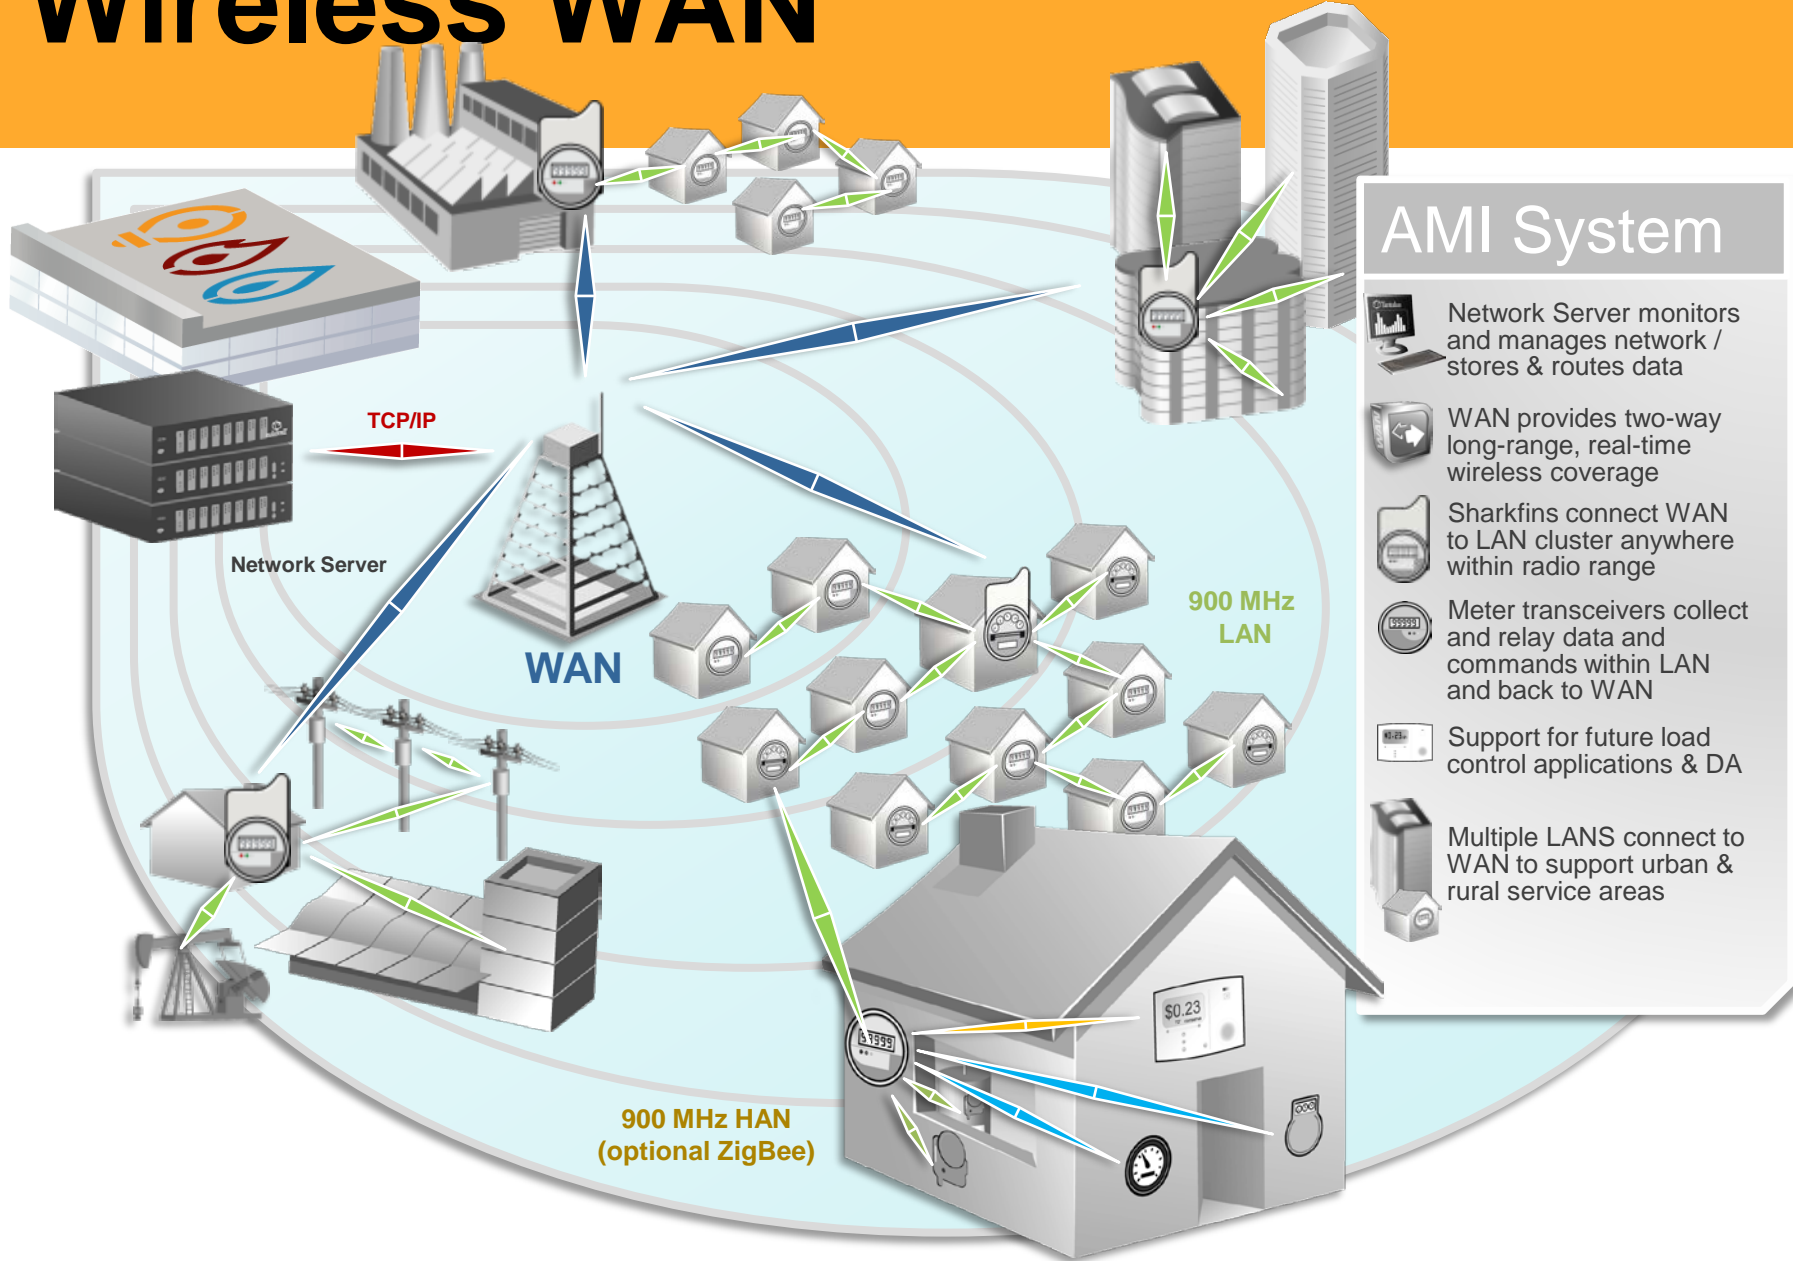 Wireless WAN
AMI System
Network Server monitors
and manages network /
stores & routes data
WAN provides two-way
long-range, real-time
wireless coverage
Sharkfins connect WAN
to LAN cluster anywhere
within radio range
Meter transceivers collect
and relay data and
commands within LAN
and back to WAN
Support for future load
control applications & DA
Multiple LANS connect to
WAN to support urban &
rural service areas
TCP/IP
Network Server
WAN
900 MHz
LAN
900 MHz HAN
(optional ZigBee)
$0.23
99999